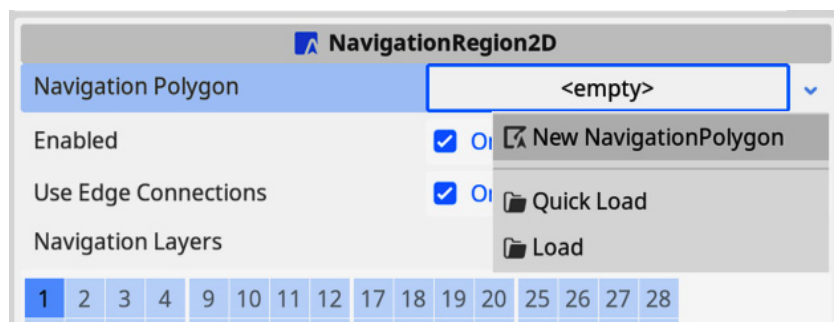 NavigationRegion2D
Navigation Polygon <empty>
New NavigationPolygon
Enabled
Use Edge Connections
Quick Load
Navigation Layers
Load
1 2 3 4 9 10 11 12 17 18 19 20 25 26 27 28